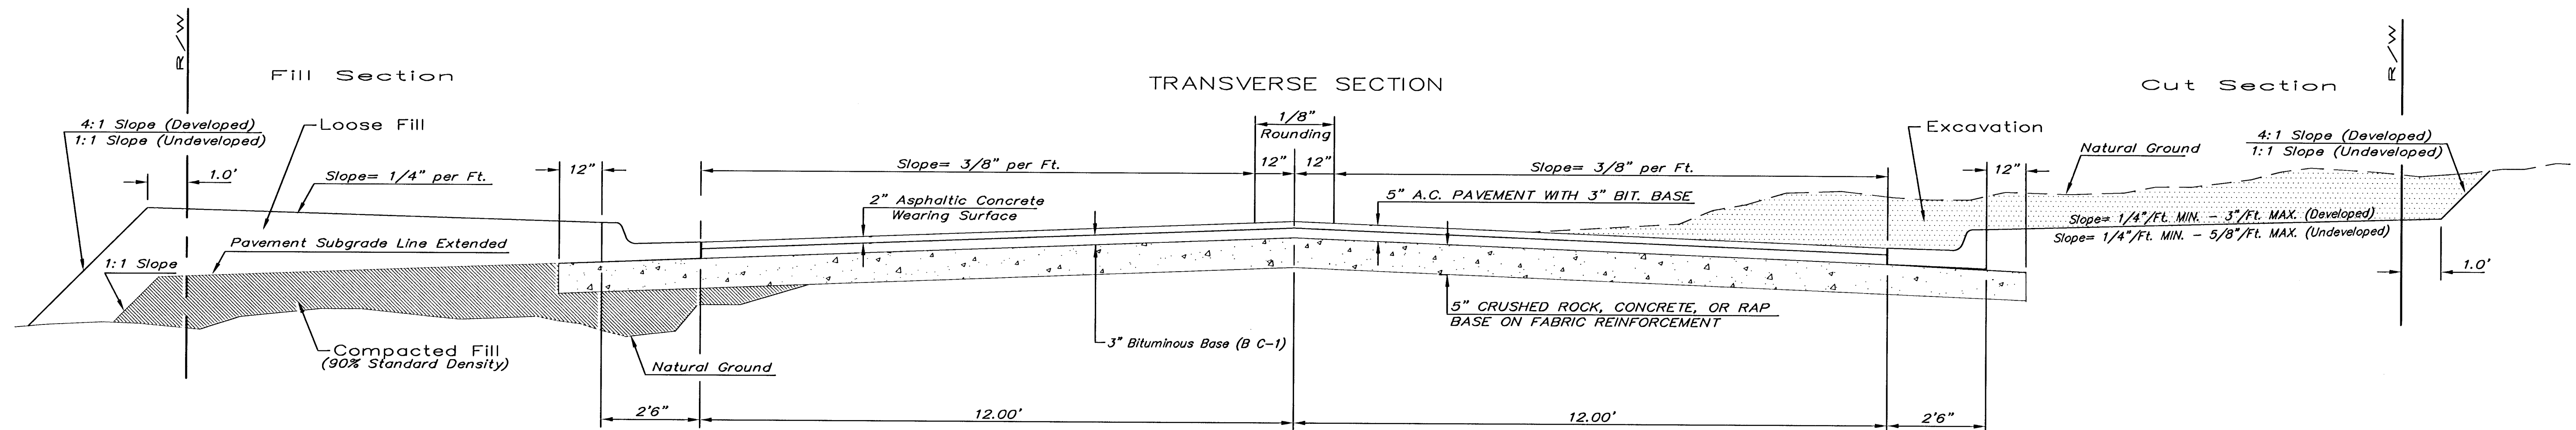 R/W
Fill Section
TRANSVERSE SECTION
Cut Section
R/W
4:1 Slope (Developed)
1:1 Slope (Undeveloped)
Loose Fill
1/8"
Rounding
Excavation
Natural Ground
4:1 Slope (Developed)
1:1 Slope (Undeveloped)
1.0'
Slope= 1/4" per Ft.
12"
Slope= 3/8" per Ft.
12"
12"
Slope= 3/8" per Ft.
12"
2" Asphaltic Concrete
Wearing Surface
5" A.C. PAVEMENT WITH 3" BIT. BASE
Slope= 1/4"/Ft. MIN. - 3"/Ft. MAX. (Developed)
Slope= 1/4"/Ft. MIN. - 5/8"/Ft. MAX. (Undeveloped)
Pavement Subgrade Line Extended
1:1 Slope
1.0'
5" CRUSHED ROCK, CONCRETE, OR RAP
BASE ON FABRIC REINFORCEMENT
Compacted Fill
(90% Standard Density)
Natural Ground
3" Bituminous Base (B C-1)
2'6"
12.00'
12.00'
2'6"